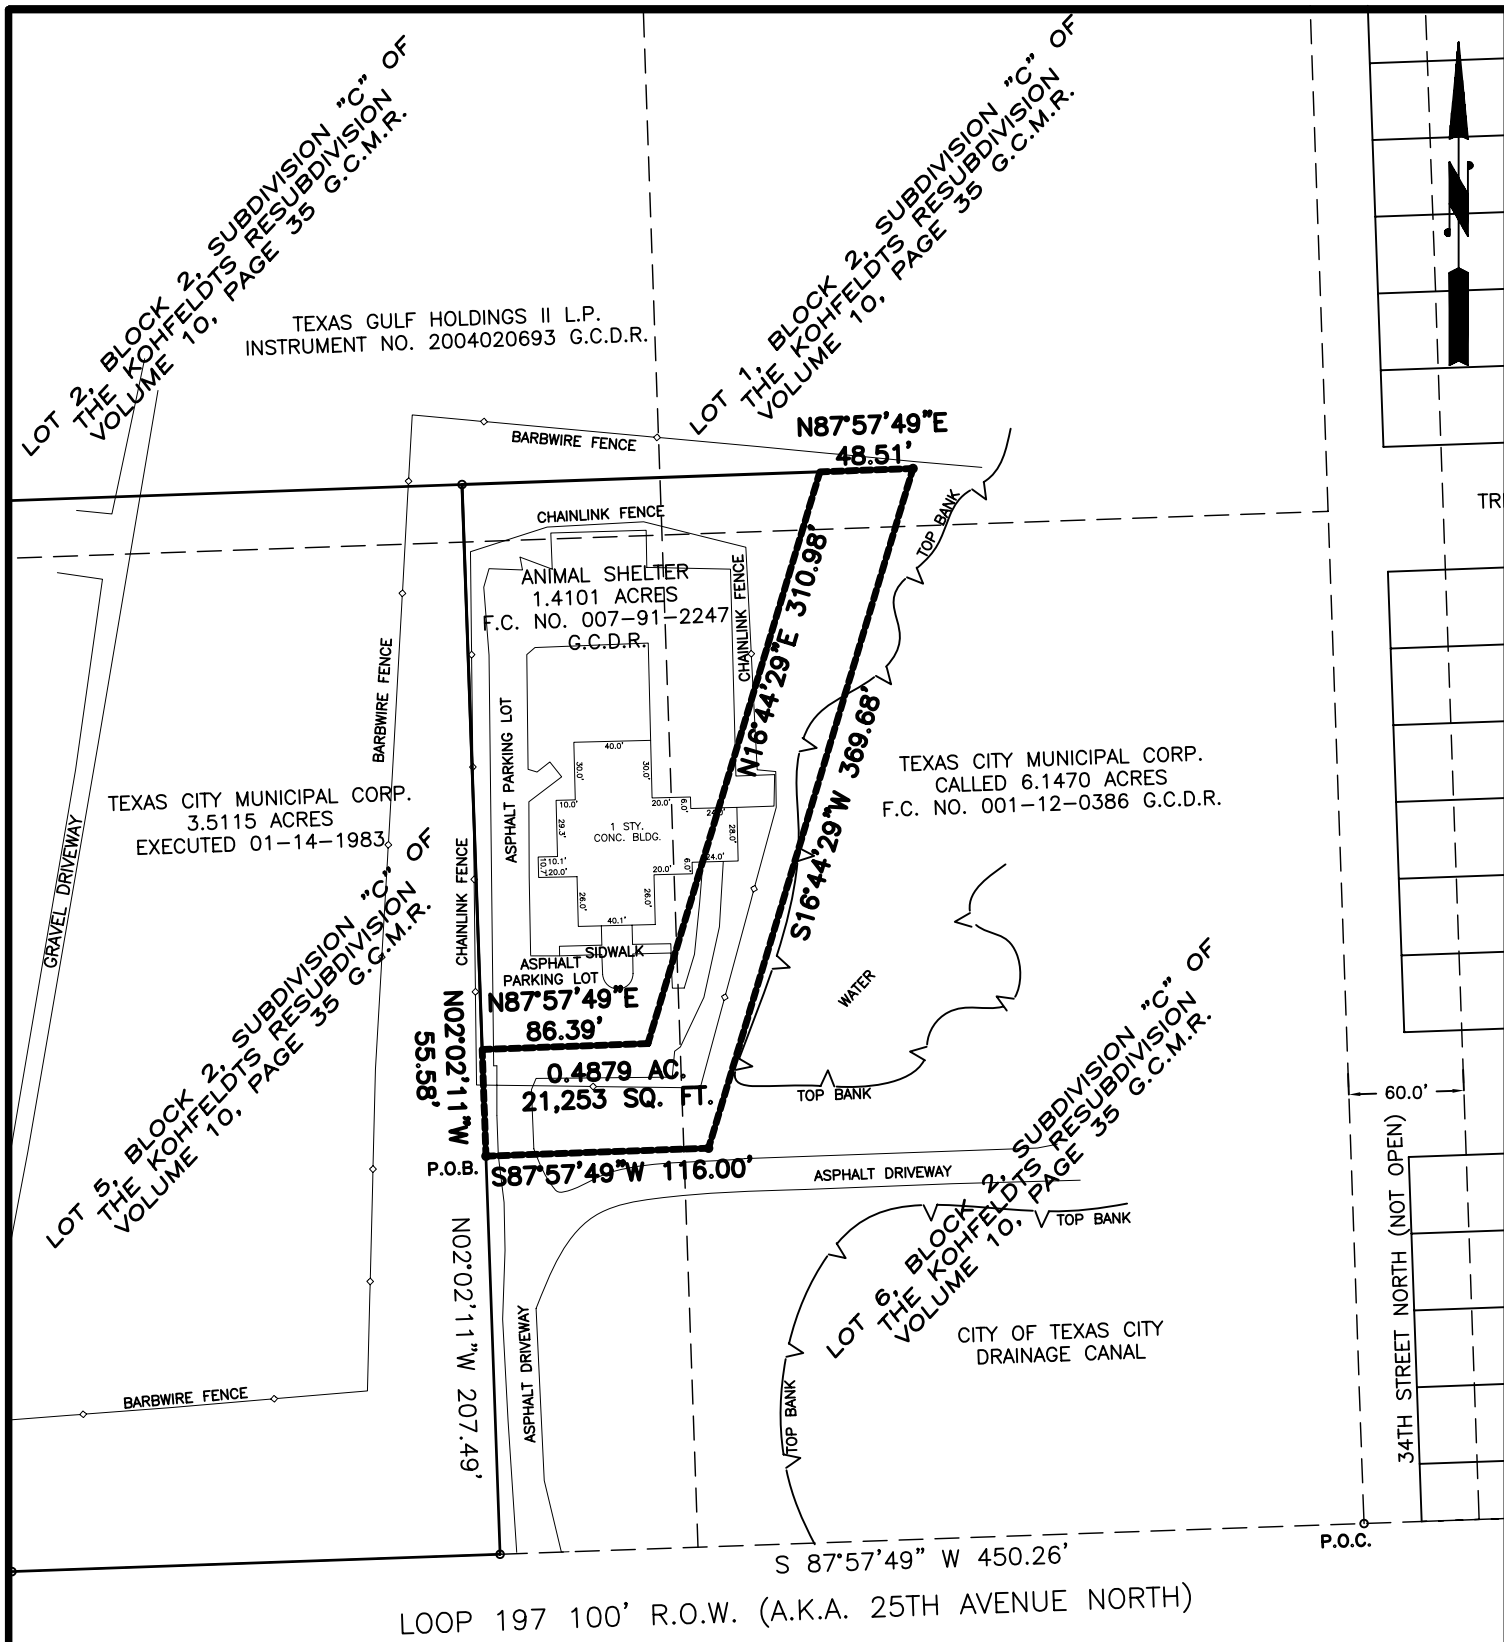 LOT 2, BLOCK 2, SUBDIVISION "C" OF
THE KOHFELDTS RESUBDIVISION
VOLUME 10, PAGE 35 G.C.M.R.
LOT 1, BLOCK 2, SUBDIVISION "C" OF
THE KOHFELDTS RESUBDIVISION
VOLUME 10, PAGE 35 G.C.M.R.
TEXAS GULF HOLDINGS II L.P.
INSTRUMENT NO. 2004020693 G.C.D.R.
N87°57'49"E
48.51'
BARBWIRE FENCE
TOP BANK
TR
CHAINLINK FENCE
ANIMAL SHELTER
1.4101 ACRES
F.C. NO. 007-91-2247
G.C.D.R.
CHAINLINK FENCE
N16°44'29"E 310.98'
S16°44'29"W 369.68'
BARBWIRE FENCE
ASPHALT PARKING LOT
TEXAS CITY MUNICIPAL CORP.
3.5115 ACRES
EXECUTED 01-14-1983
TEXAS CITY MUNICIPAL CORP.
CALLED 6.1470 ACRES
F.C. NO. 001-12-0386 G.C.D.R.
40.0'
30.0'
30.0'
10.0'
20.0'
6.0'
24.0'
29.3'
1 STY.
CONC. BLDG.
28.0'
10.1'
10.7'
20.0'
20.0'
6.0'
24.0'
26.0'
26.0'
40.1'
SIDWALK
ASPHALT
PARKING LOT
GRAVEL DRIVEWAY
CHAINLINK FENCE
N87°57'49"E
86.39'
N02°02'11"W
55.58'
0.4879 AC.
21,253 SQ. FT.
WATER
TOP BANK
LOT 5, BLOCK 2, SUBDIVISION "C" OF
THE KOHFELDTS RESUBDIVISION
VOLUME 10, PAGE 35 G.C.M.R.
P.O.B.
S87°57'49"W 116.00'
ASPHALT DRIVEWAY
TOP BANK
LOT 6, BLOCK 2, SUBDIVISION "C" OF
THE KOHFELDTS RESUBDIVISION
VOLUME 10, PAGE 35 G.C.M.R.
60.0'
34TH STREET NORTH (NOT OPEN)
N02°02'11"W 207.49'
ASPHALT DRIVEWAY
TOP BANK
CITY OF TEXAS CITY
DRAINAGE CANAL
BARBWIRE FENCE
P.O.C.
S 87°57'49" W 450.26'
LOOP 197 100' R.O.W. (A.K.A. 25TH AVENUE NORTH)